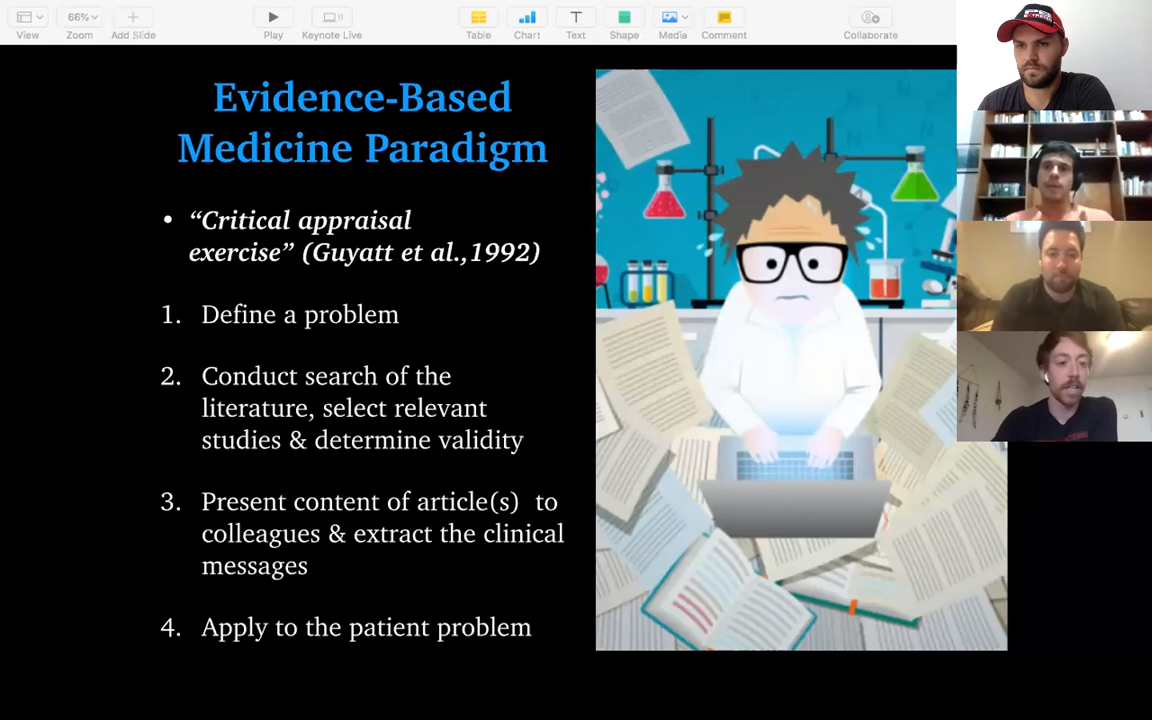 66%
View
Zoom
Add Slide
Play
Keynote Live
Table
Chart
Text
Shape
Media
Comment
Collaborate
Evidence-Based
Medicine Paradigm
• “Critical appraisal
exercise” (Guyatt et al.,1992)
1. Define a problem
2. Conduct search of the
literature, select relevant
studies & determine validity
3. Present content of article(s) to
colleagues & extract the clinical
messages
4. Apply to the patient problem